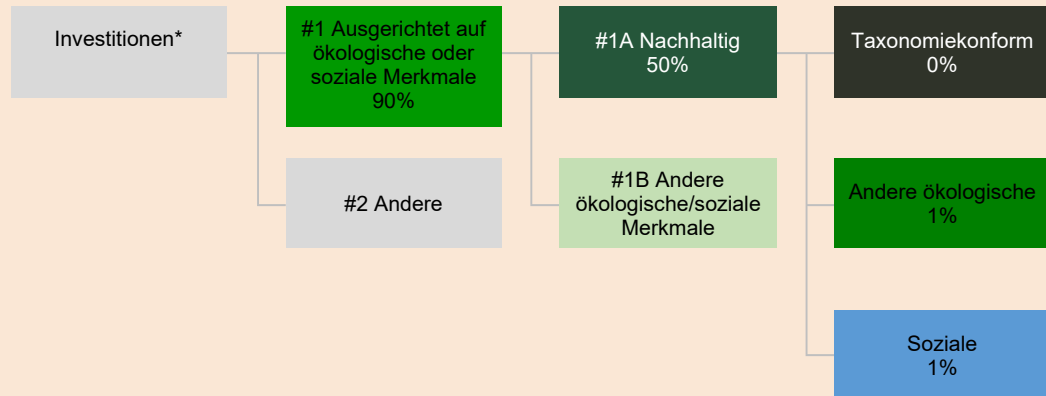 Investitionen*
#1 Ausgerichtet auf
ökologische oder
soziale Merkmale
90%
#1A Nachhaltig
50%
Taxonomiekonform
0%
#2 Andere
#1B Andere
ökologische/soziale
Merkmale
Andere ökologische
1%
Soziale
1%